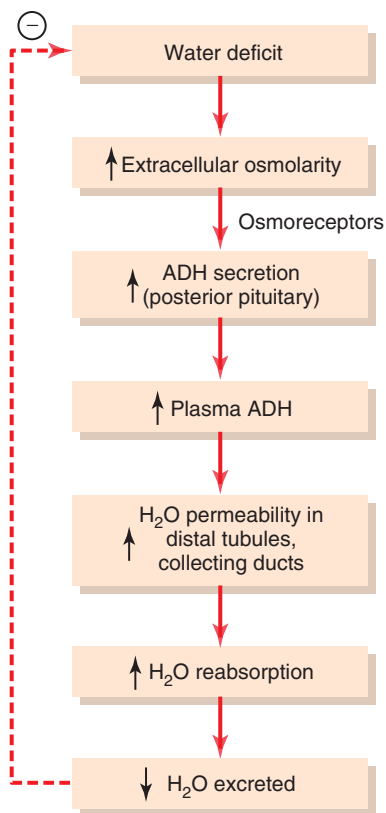 −
Water deficit
↑ Extracellular osmolarity
Osmoreceptors
↑ ADH secretion
(posterior pituitary)
↑ Plasma ADH
H₂O permeability in
↑ distal tubules,
collecting ducts
↑ H₂O reabsorption
↓ H₂O excreted